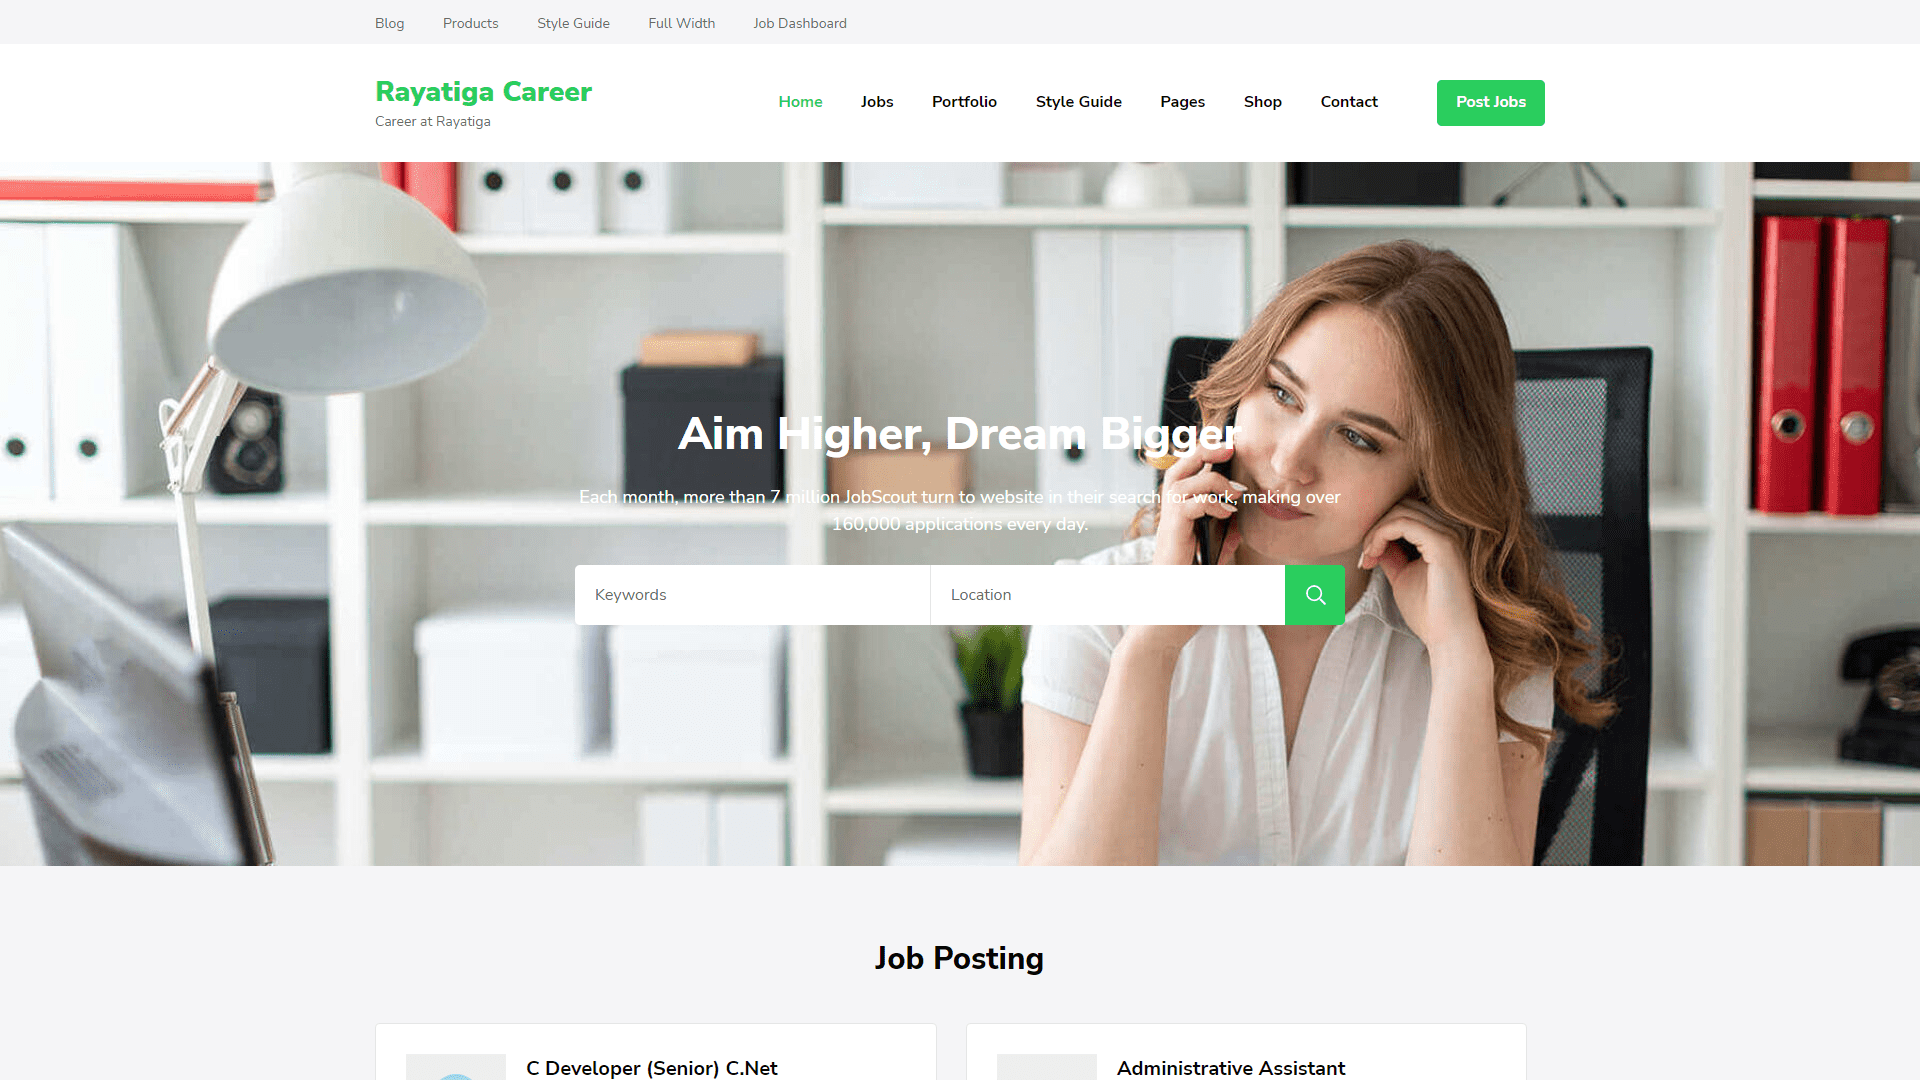 Blog Products Style Guide Full Width Job Dashboard
Rayatiga Career
Career at Rayatiga
Home Jobs Portfolio Style Guide Pages Shop Contact Post Jobs
Aim Higher, Dream Bigger
Each month, more than 7 million JobScout turn to website in their search for work, making over
160,000 applications every day.
Keywords Location
Job Posting
C Developer (Senior) C.Net Administrative Assistant